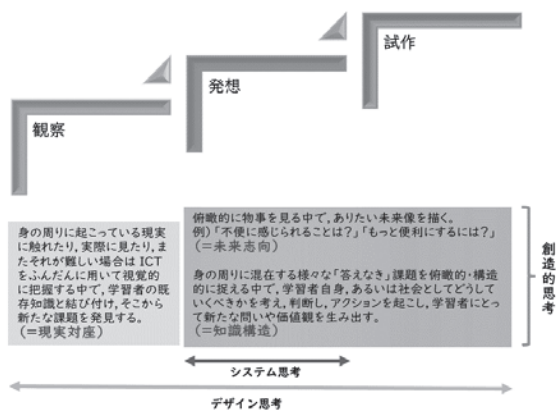 試作
発想
観察
身の周りに起こっている現実
に触れたり,実際に見たり,ま
たそれが難しい場合は ICT
をふんだんに用いて視覚的
に把握する中で,学習者の既
存知識と結び付け,そこから
新たな課題を発見する。
(=現実対座)
俯瞰的に物事を見る中で,ありたい未来像を描く。
例)「不便に感じられることは?」「もっと便利にするには?」
(=未来志向)
身の周りに混在する様々な「答えなき」課題を俯瞰的・構造
的に捉える中で,学習者自身,あるいは社会としてどうして
いくべきかを考え,判断し,アクションを起こし,学習者にとっ
て新たな問いや価値観を生み出す。
(=知識構造)
創造的思考
システム思考
デザイン思考